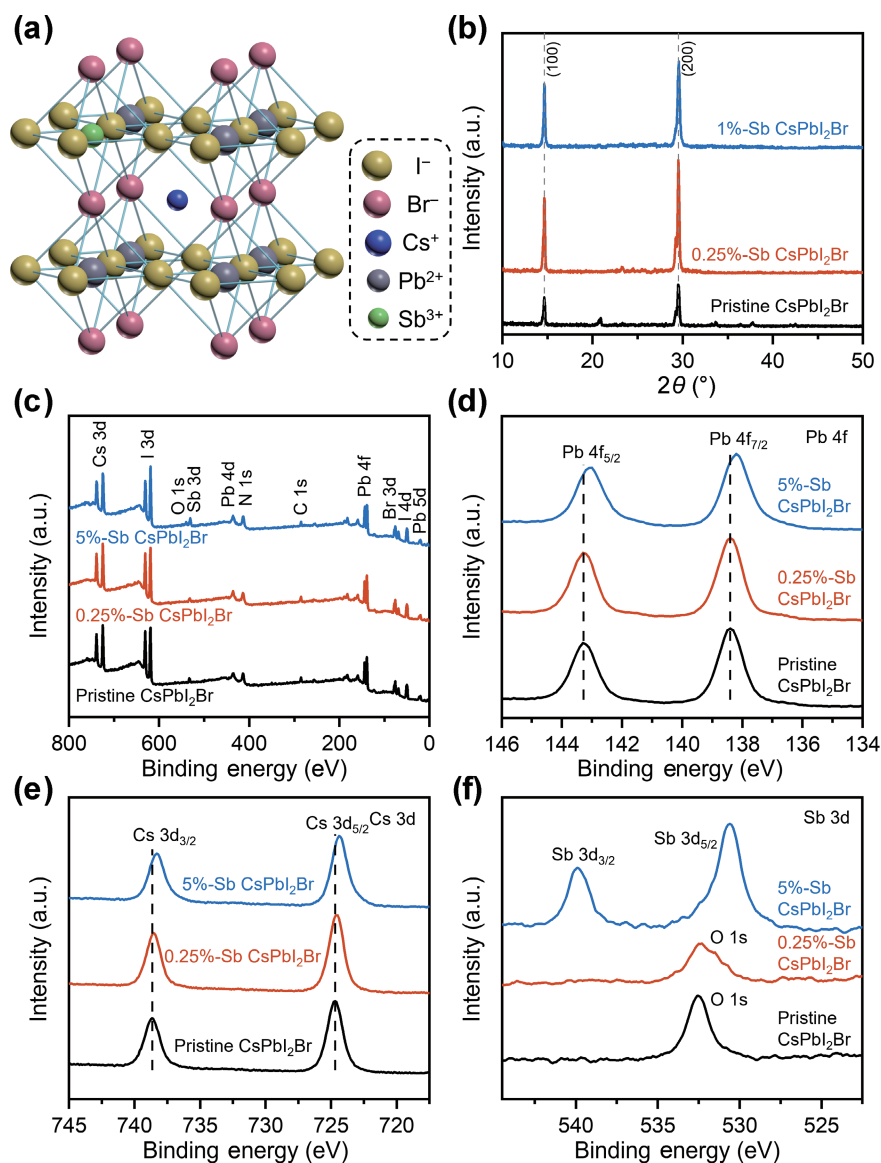 (a)
I⁻
Br⁻
Cs⁺
Pb²⁺
Sb³⁺
(b)
(100)
(200)
1%-Sb CsPbI₂Br
0.25%-Sb CsPbI₂Br
Pristine CsPbI₂Br
Intensity (a.u.)
10 20 30 40 50
2θ (°)
(c)
Cs 3d
I 3d
O 1s
Sb 3d
Pb 4d
N 1s
C 1s
Pb 4f
Br 3d
I 4d
Pb 5d
5%-Sb CsPbI₂Br
0.25%-Sb CsPbI₂Br
Pristine CsPbI₂Br
Intensity (a.u.)
800 600 400 200 0
Binding energy (eV)
(d)
Pb 4f₅/₂
Pb 4f₇/₂
Pb 4f
5%-Sb
CsPbI₂Br
0.25%-Sb
CsPbI₂Br
Pristine
CsPbI₂Br
Intensity (a.u.)
146 144 142 140 138 136 134
Binding energy (eV)
(e)
Cs 3d₃/₂
Cs 3d₅/₂
Cs 3d
5%-Sb CsPbI₂Br
0.25%-Sb CsPbI₂Br
Pristine CsPbI₂Br
Intensity (a.u.)
745 740 735 730 725 720
Binding energy (eV)
(f)
Sb 3d
Sb 3d₃/₂
Sb 3d₅/₂
5%-Sb
CsPbI₂Br
O 1s
0.25%-Sb
CsPbI₂Br
O 1s
Pristine
CsPbI₂Br
Intensity (a.u.)
540 535 530 525
Binding energy (eV)